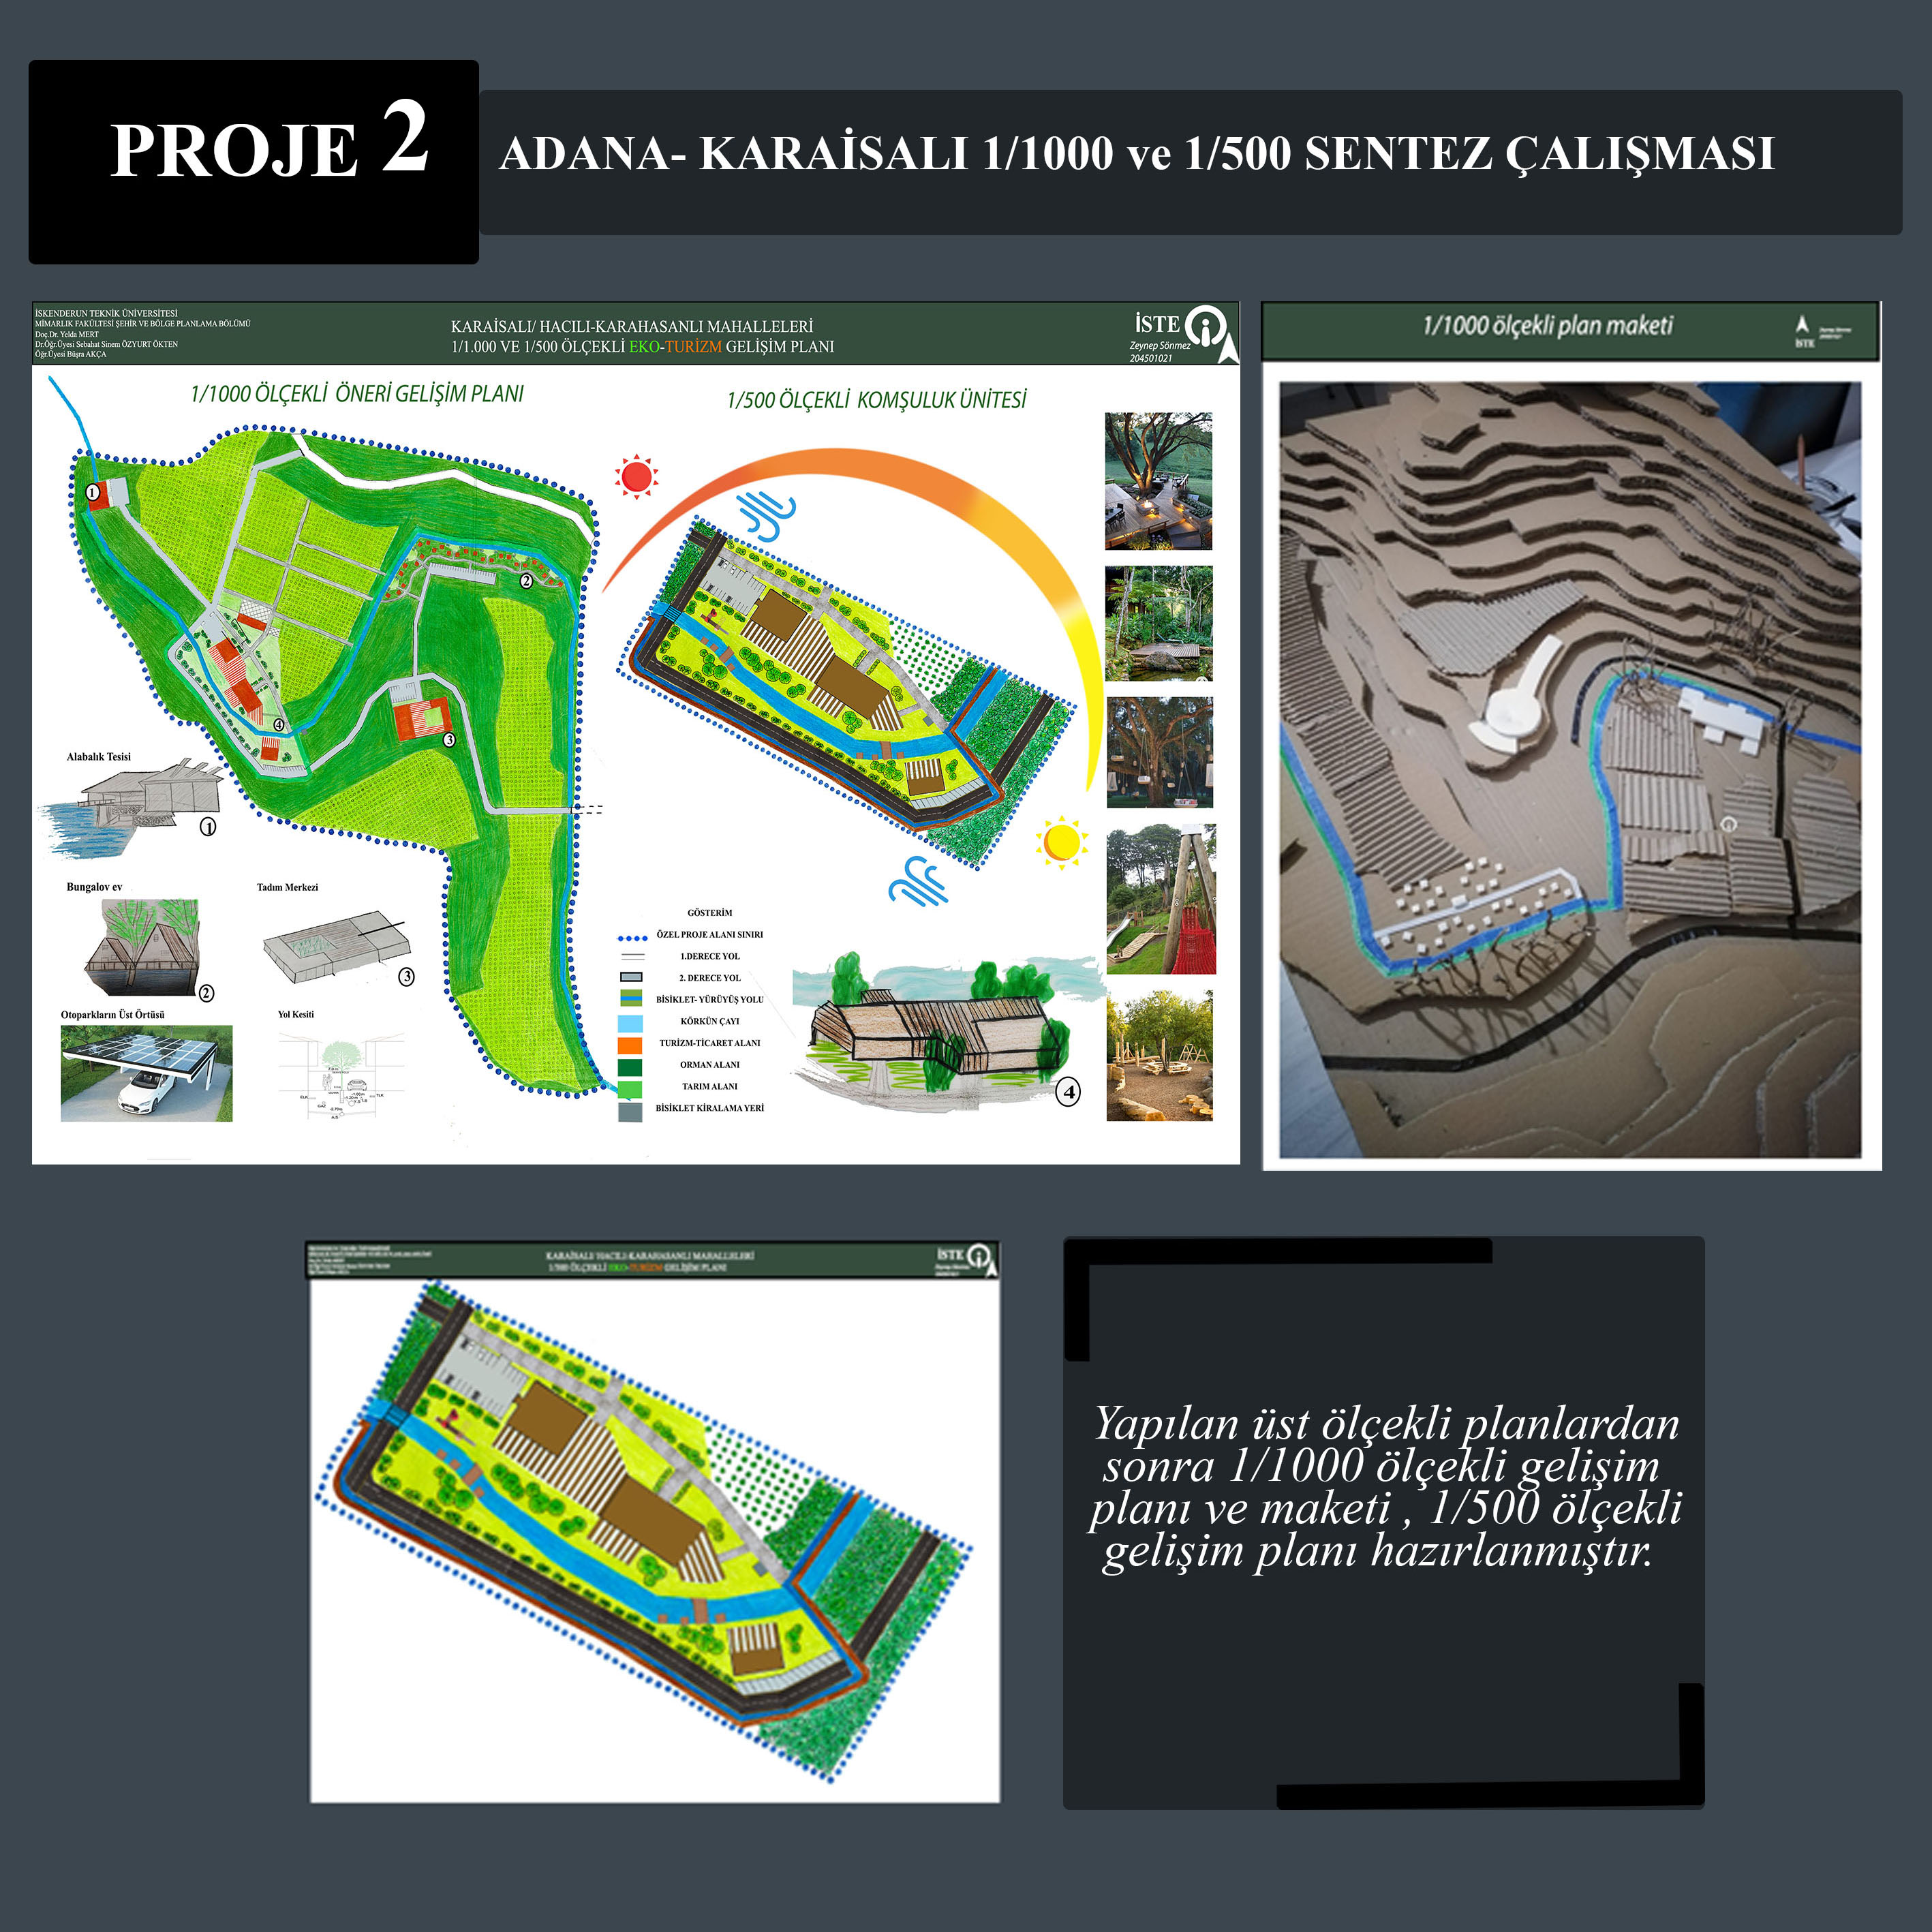 PROJE 2
ADANA- KARAİSALI 1/1000 ve 1/500 SENTEZ ÇALIŞMASI
İSKENDERUN TEKNİK ÜNİVERSİTESİ
MİMARLIK FAKÜLTESİ ŞEHİR VE BÖLGE PLANLAMA BÖLÜMÜ
Doç.Dr. Yelda MERT
Dr.Öğr.Üyesi Sebahat Sinem ÖZYURT ÖKTEN
Öğr.Üyesi Büşra AKÇA
KARAİSALI/ HACILI-KARAHASANLI MAHALLELERİ
1/1.000 VE 1/500 ÖLÇEKLİ EKO-TURİZM GELİŞİM PLANI
İSTE
Zeynep Sönmez
204501021
1/1000 ÖLÇEKLİ ÖNERİ GELİŞİM PLANI
1/500 ÖLÇEKLİ KOMŞULUK ÜNİTESİ
1
2
3
4
Alabalık Tesisi
1
Bungalov ev
2
Tadım Merkezi
3
Otoparkların Üst Örtüsü
Yol Kesiti
GÖSTERİM
ÖZEL PROJE ALANI SINIRI
1.DERECE YOL
2. DERECE YOL
BİSİKLET- YÜRÜYÜŞ YOLU
KÖRKÜN ÇAYI
TURİZM-TİCARET ALANI
ORMAN ALANI
TARIM ALANI
BİSİKLET KİRALAMA YERİ
4
1/1000 ölçekli plan maketi
İSTE
KARAİSALI/ HACILI-KARAHASANLI MAHALLELERİ
1/500 ÖLÇEKLİ EKO-TURİZM GELİŞİM PLANI
İSTE
Yapılan üst ölçekli planlardan
sonra 1/1000 ölçekli gelişim
planı ve maketi , 1/500 ölçekli
gelişim planı hazırlanmıştır.